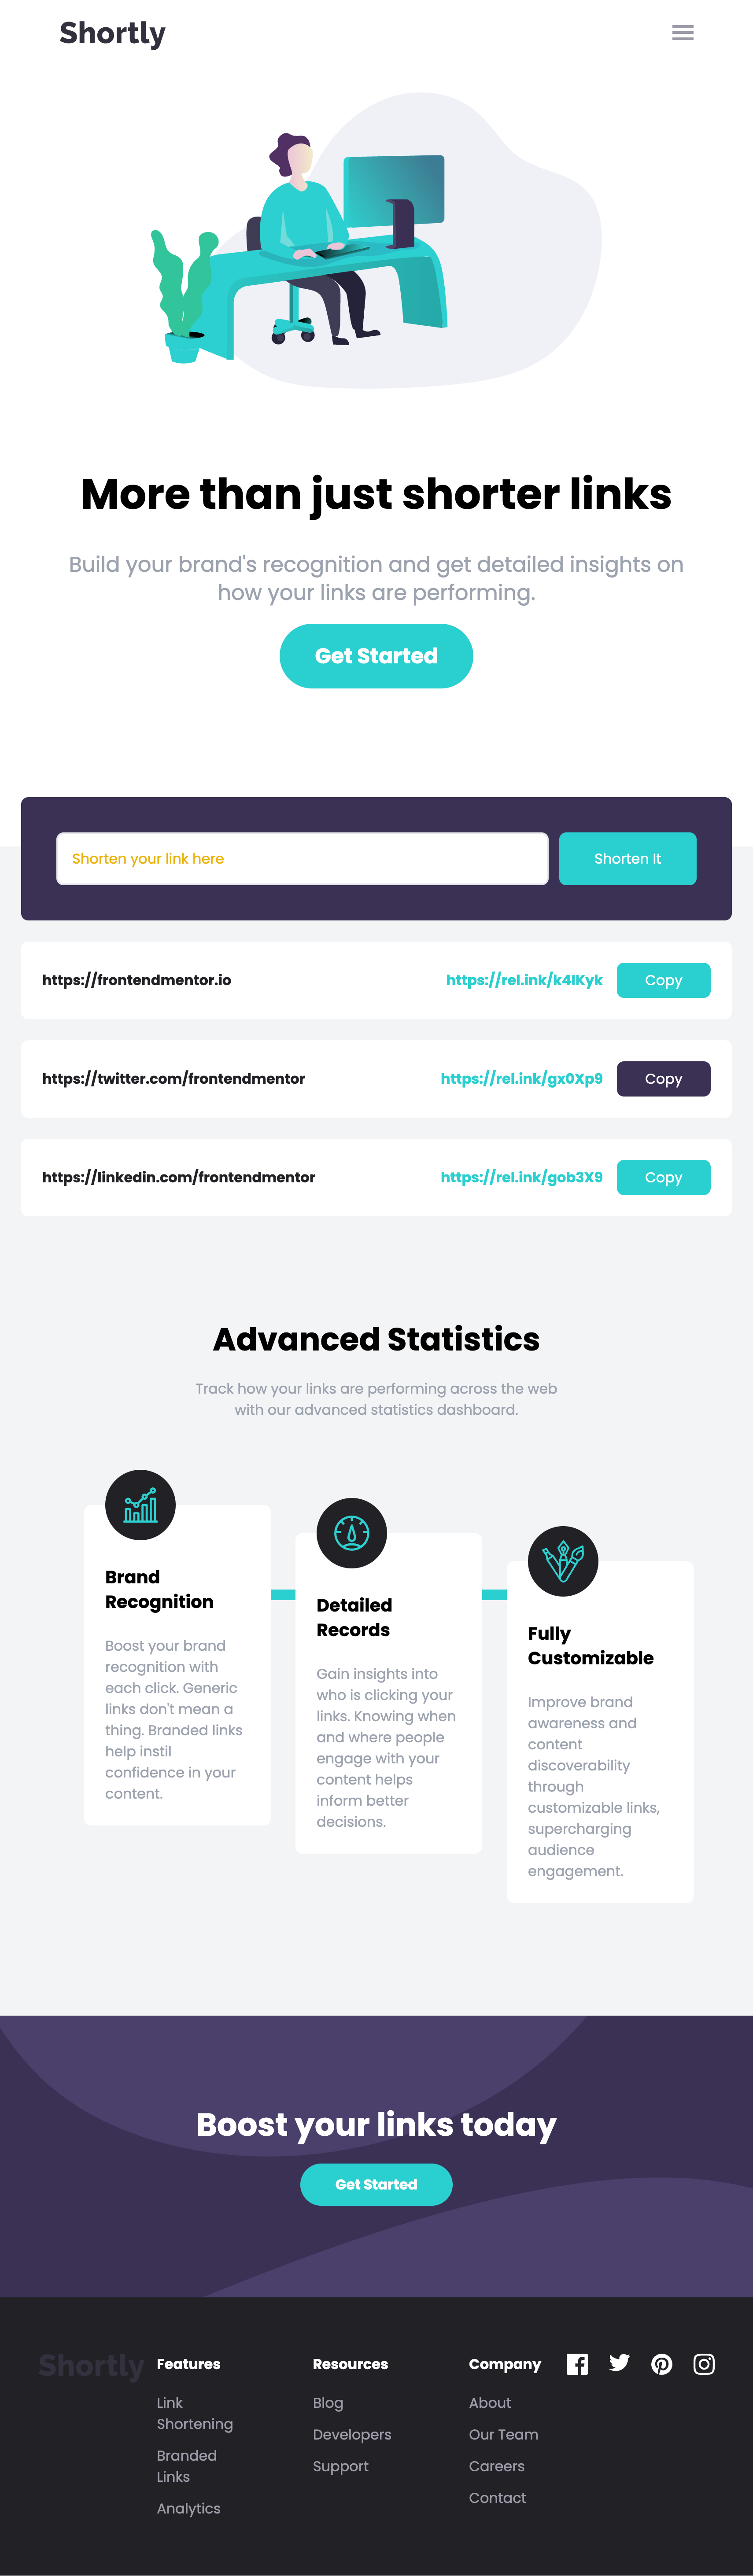 Shortly
More than just shorter links
Build your brand's recognition and get detailed insights on
how your links are performing.
Get Started
Shorten your link here
Shorten It
https://frontendmentor.io
https://rel.ink/k4lKyk
Copy
https://twitter.com/frontendmentor
https://rel.ink/gx0Xp9
Copy
https://linkedin.com/frontendmentor
https://rel.ink/gob3X9
Copy
Advanced Statistics
Track how your links are performing across the web
with our advanced statistics dashboard.
Brand
Recognition
Boost your brand
recognition with
each click. Generic
links don't mean a
thing. Branded links
help instil
confidence in your
content.
Detailed
Records
Gain insights into
who is clicking your
links. Knowing when
and where people
engage with your
content helps
inform better
decisions.
Fully
Customizable
Improve brand
awareness and
content
discoverability
through
customizable links,
supercharging
audience
engagement.
Boost your links today
Get Started
Shortly
Features
Link
Shortening
Branded
Links
Analytics
Resources
Blog
Developers
Support
Company
About
Our Team
Careers
Contact